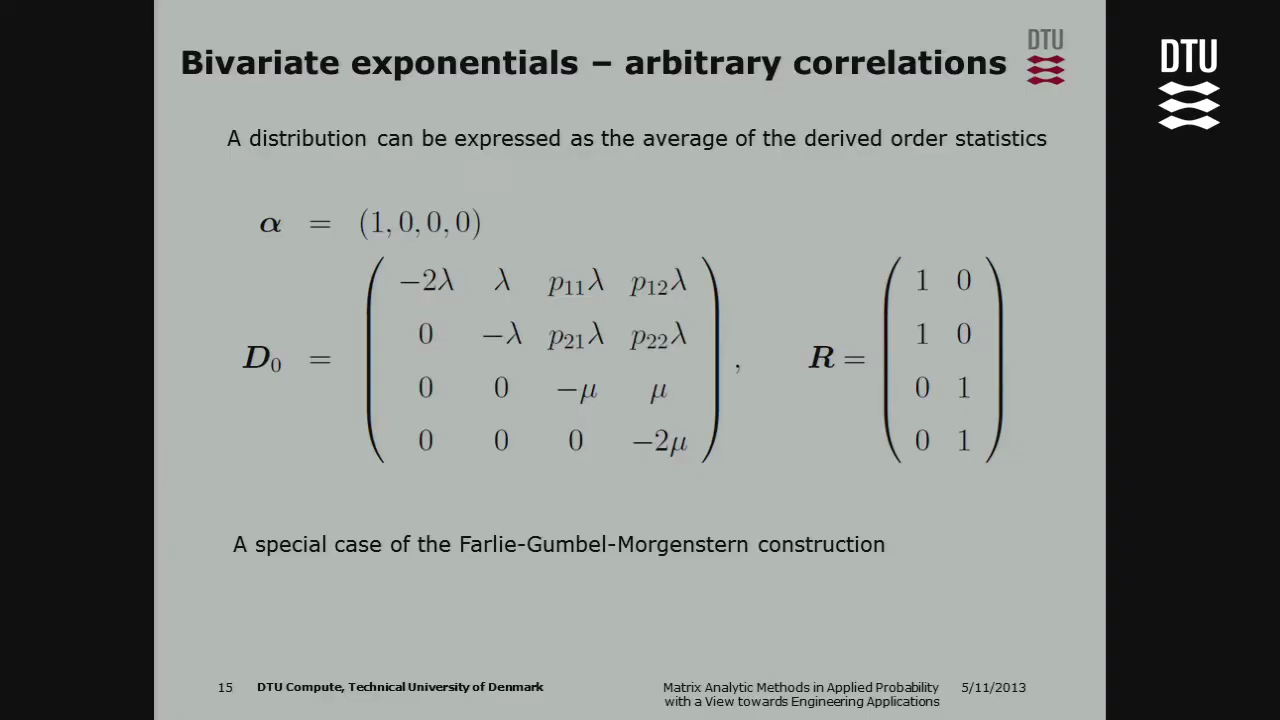 Bivariate exponentials – arbitrary correlations
DTU
DTU
A distribution can be expressed as the average of the derived order statistics
α = (1, 0, 0, 0)
−2λ λ p₁₁λ p₁₂λ
0 −λ p₂₁λ p₂₂λ
0 0 −μ μ
0 0 0 −2μ
D₀ = ,
R =
1 0
1 0
0 1
0 1
A special case of the Farlie-Gumbel-Morgenstern construction
15 DTU Compute, Technical University of Denmark
Matrix Analytic Methods in Applied Probability 5/11/2013
with a View towards Engineering Applications